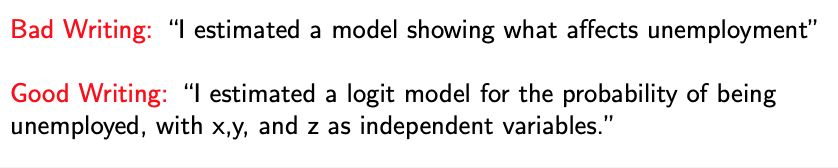 Bad Writing: “I estimated a model showing what affects unemployment”
Good Writing: “I estimated a logit model for the probability of being
unemployed, with x,y, and z as independent variables.”